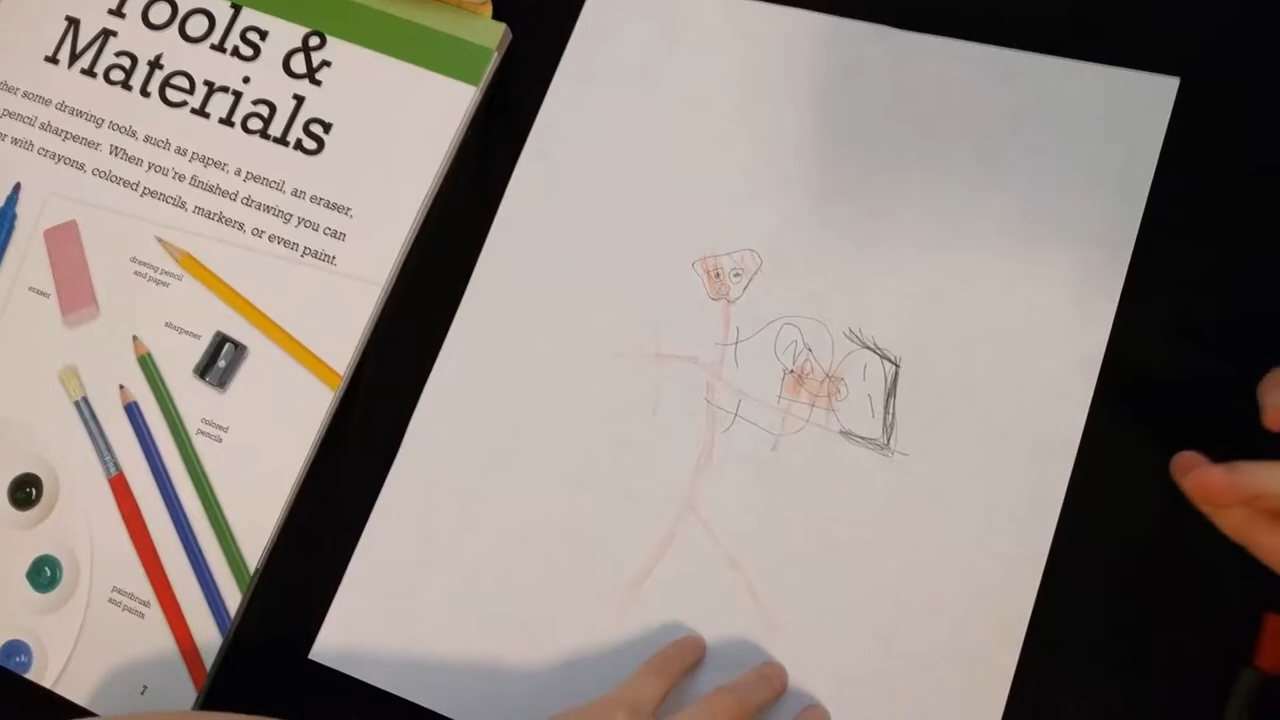 Tools &
Materials
ther some drawing tools, such as paper, a pencil, an eraser,
pencil sharpener. When you're finished drawing you can
r with crayons, colored pencils, markers, or even paint.
eraser
drawing pencil
and paper
sharpener
colored
pencils
paintbrush
and paints
7